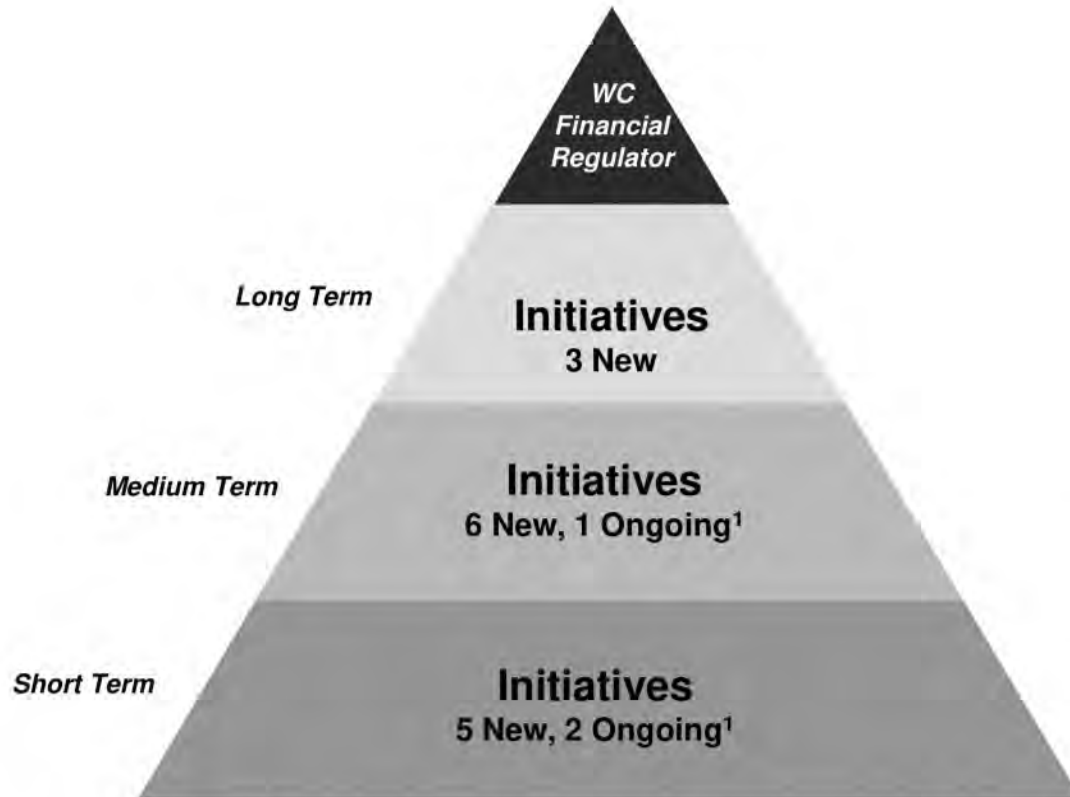 WC
Financial
Regulator
Long Term
Initiatives
3 New
Medium Term
Initiatives
6 New, 1 Ongoing¹
Short Term
Initiatives
5 New, 2 Ongoing¹